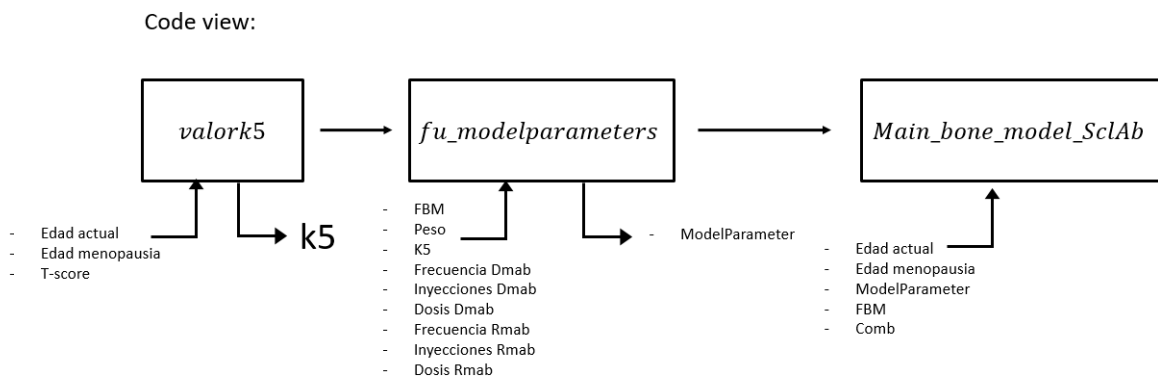 Code view:
valork5
fu_modelparameters
Main_bone_model_SclAb
- Edad actual
- Edad menopausia
- T-score
k5
- FBM
- Peso
- K5
- Frecuencia Dmab
- Inyecciones Dmab
- Dosis Dmab
- Frecuencia Rmab
- Inyecciones Rmab
- Dosis Rmab
- ModelParameter
- Edad actual
- Edad menopausia
- ModelParameter
- FBM
- Comb